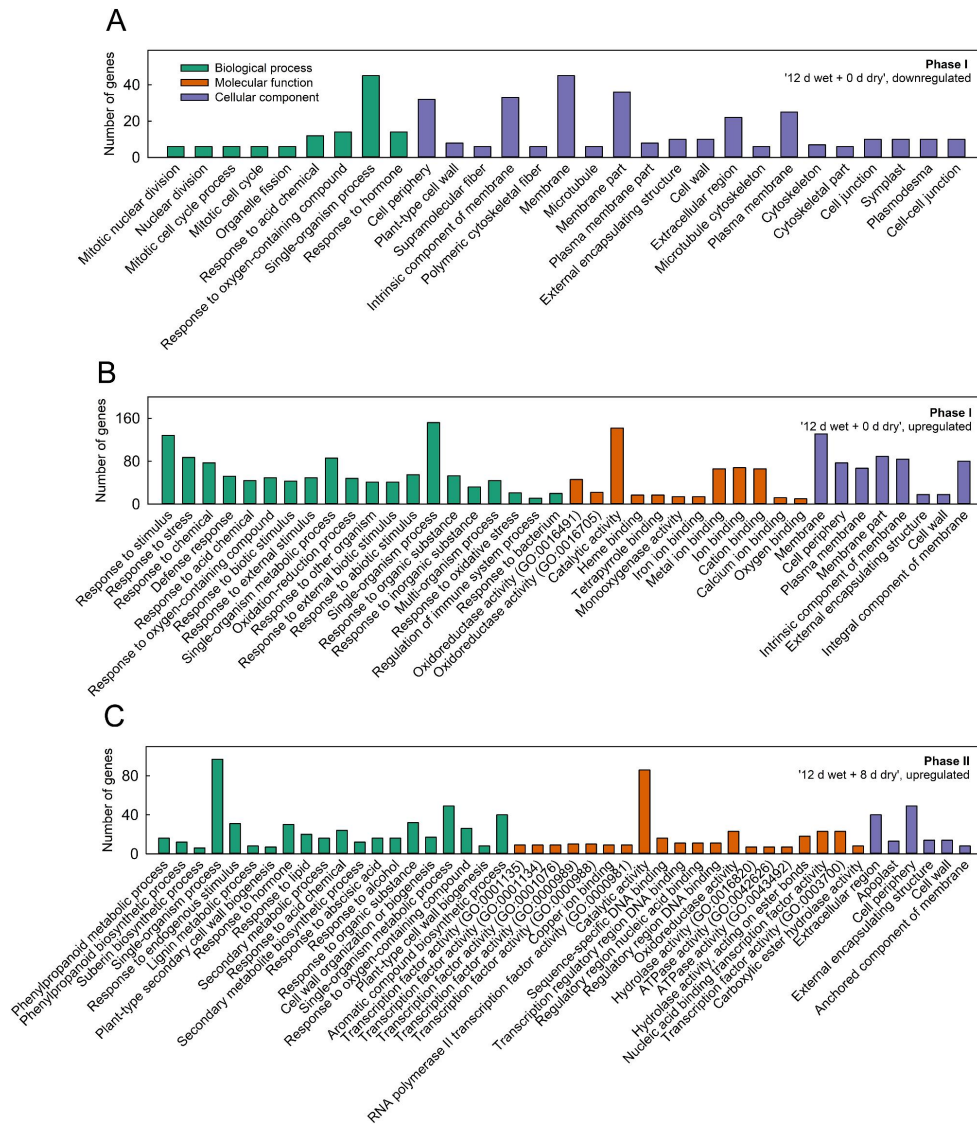 A
Number of genes
40
20
0
Biological process
Molecular function
Cellular component
Phase I
'12 d wet + 0 d dry', downregulated
Mitotic nuclear division
Nuclear division
Mitotic cell cycle process
Mitotic cell cycle
Organelle fission
Response to acid chemical
Response to oxygen-containing compound
Single-organism process
Response to hormone
Cell periphery
Plant-type cell wall
Supramolecular fiber
Intrinsic component of membrane
Polymeric cytoskeletal fiber
Membrane
Microtubule
Membrane part
Plasma membrane part
External encapsulating structure
Cell wall
Extracellular region
Microtubule cytoskeleton
Plasma membrane
Cytoskeleton
Cytoskeletal part
Cell junction
Symplast
Plasmodesma
Cell-cell junction
B
Number of genes
160
80
0
Phase I
'12 d wet + 0 d dry', upregulated
Response to stimulus
Response to stress
Response to chemical
Defense response
Response to acid chemical
Response to oxygen-containing compound
Response to biotic stimulus
Response to external stimulus
Single-organism metabolic process
Oxidation-reduction process
Response to other organism
Response to external biotic stimulus
Response to abiotic stimulus
Single-organism process
Response to organic substance
Response to inorganic substance
Multi-organism process
Response to oxidative stress
Regulation of immune system process
Response to bacterium
Oxidoreductase activity (GO:0016491)
Oxidoreductase activity (GO:0016705)
Catalytic activity
Heme binding
Tetrapyrrole binding
Monooxygenase activity
Iron ion binding
Metal ion binding
Ion binding
Cation binding
Calcium ion binding
Oxygen binding
Membrane
Cell periphery
Plasma membrane
Membrane part
Intrinsic component of membrane
External encapsulating structure
Cell wall
Integral component of membrane
C
Number of genes
80
40
0
Phase II
'12 d wet + 8 d dry', upregulated
Phenylpropanoid metabolic process
Phenylpropanoid biosynthetic process
Suberin biosynthetic process
Single-organism process
Response to endogenous stimulus
Lignin metabolic process
Plant-type secondary cell wall biogenesis
Response to hormone
Response to lipid
Secondary metabolic process
Response to acid chemical
Secondary metabolite biosynthetic process
Response to abscisic acid
Response to alcohol
Response to organic substance
Cell wall organization or biogenesis
Single-organism metabolic process
Response to oxygen-containing compound
Plant-type cell wall biogenesis
Aromatic compound biosynthetic process
Transcription factor activity (GO:0001135)
Transcription factor activity (GO:0001134)
Transcription factor activity (GO:0001076)
Transcription factor activity (GO:0000989)
Transcription factor activity (GO:0000988)
Copper ion binding
RNA polymerase II transcription factor activity (GO:0000981)
Catalytic activity
Sequence-specific DNA binding
Transcription regulatory region DNA binding
Regulatory region nucleic acid binding
Regulatory region DNA binding
Oxidoreductase activity
Hydrolase activity (GO:0016820)
ATPase activity (GO:0042626)
ATPase activity (GO:0043492)
Hydrolase activity, acting on ester bonds
Nucleic acid binding transcription factor activity
Transcription factor activity (GO:0003700)
Carboxylic ester hydrolase activity
Extracellular region
Apoplast
Cell periphery
External encapsulating structure
Cell wall
Anchored component of membrane